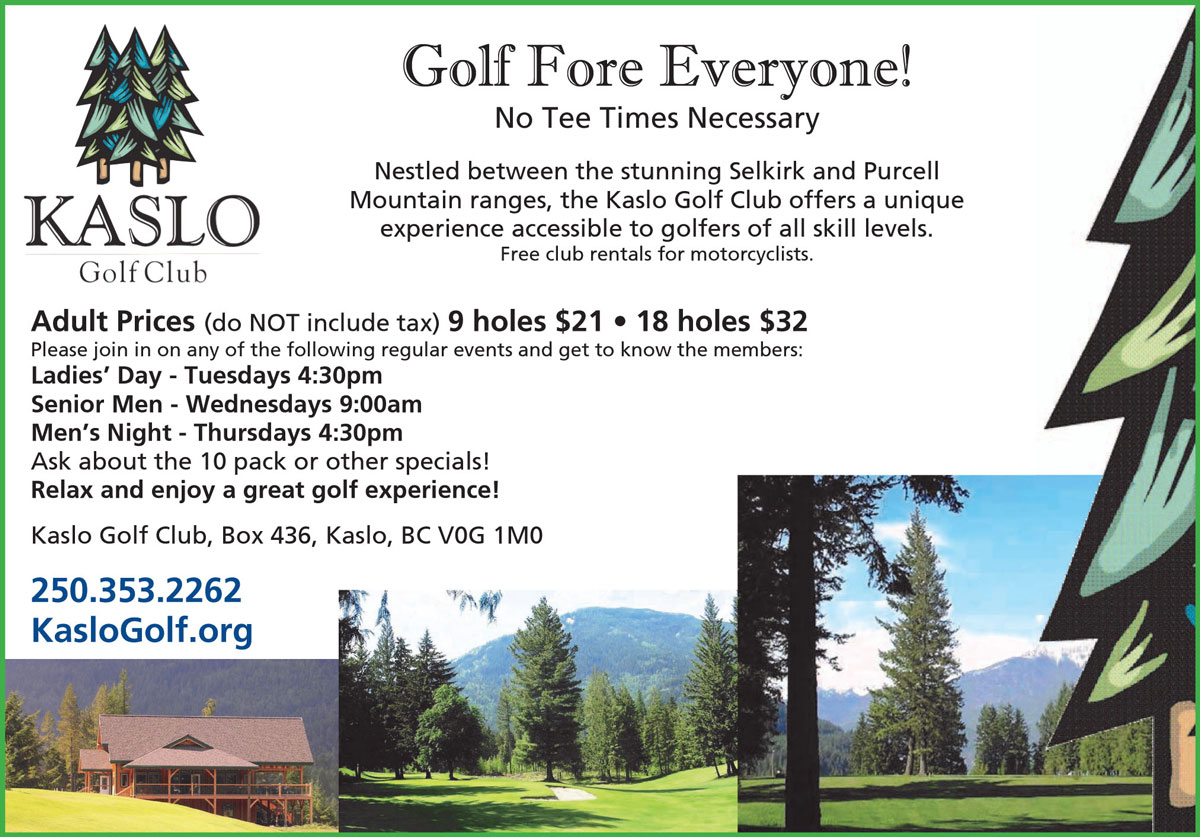 KASLO
Golf Club
Golf Fore Everyone!
No Tee Times Necessary
Nestled between the stunning Selkirk and Purcell
Mountain ranges, the Kaslo Golf Club offers a unique
experience accessible to golfers of all skill levels.
Free club rentals for motorcyclists.
Adult Prices (do NOT include tax) 9 holes $21 • 18 holes $32
Please join in on any of the following regular events and get to know the members:
Ladies’ Day - Tuesdays 4:30pm
Senior Men - Wednesdays 9:00am
Men’s Night - Thursdays 4:30pm
Ask about the 10 pack or other specials!
Relax and enjoy a great golf experience!
Kaslo Golf Club, Box 436, Kaslo, BC V0G 1M0
250.353.2262
KasloGolf.org